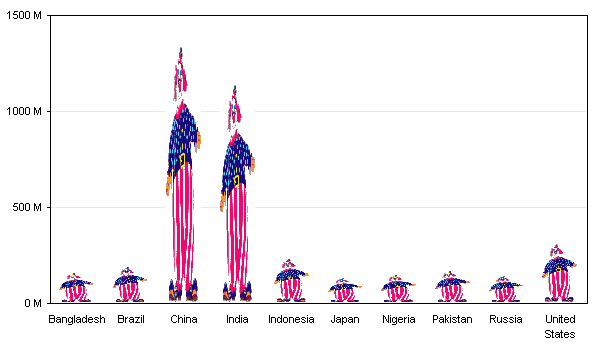 1500 M
1000 M
500 M
0 M
Bangladesh Brazil China India Indonesia Japan Nigeria Pakistan Russia United
States